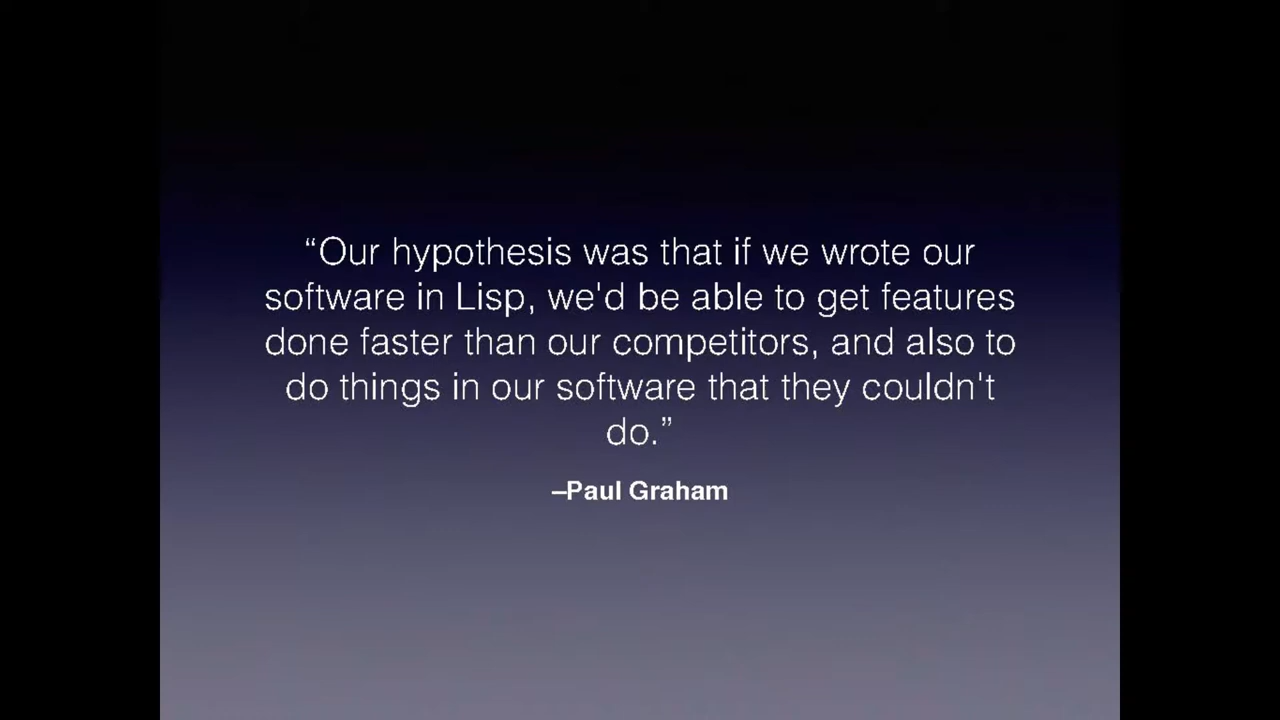 “Our hypothesis was that if we wrote our
software in Lisp, we'd be able to get features
done faster than our competitors, and also to
do things in our software that they couldn't
do.”
–Paul Graham